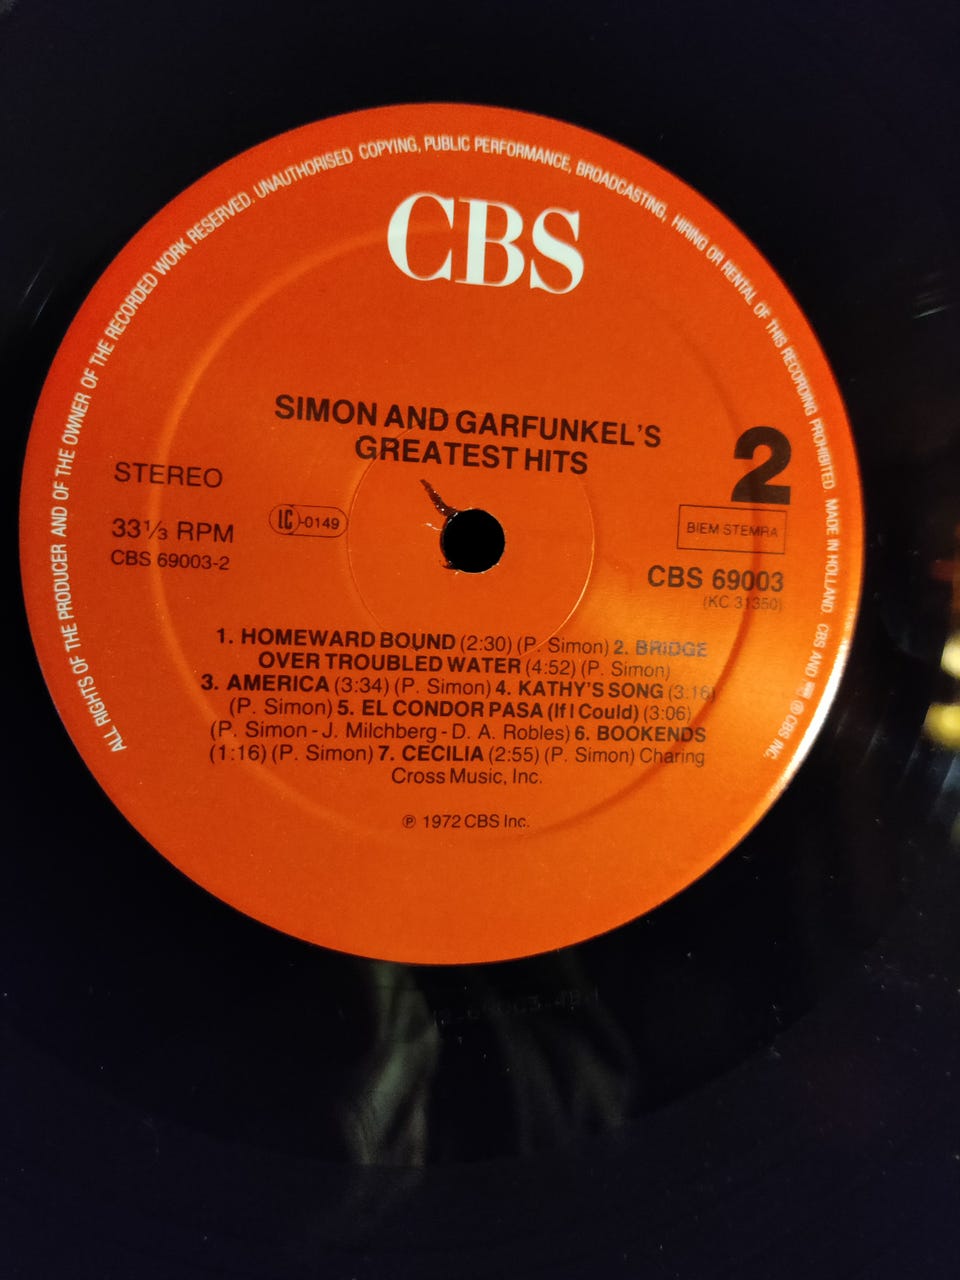 ALL RIGHTS OF THE PRODUCER AND OF THE OWNER OF THE RECORDED WORK RESERVED. UNAUTHORISED COPYING, PUBLIC PERFORMANCE, BROADCASTING, HIRING OR RENTAL OF THIS RECORDING PROHIBITED. MADE IN HOLLAND. CBS AND ® CBS INC.
CBS
SIMON AND GARFUNKEL'S
GREATEST HITS
2
STEREO
33⅓ RPM
CBS 69003-2
LC-0149
BIEM STEMRA
CBS 69003
(KC 31350)
1. HOMEWARD BOUND (2:30) (P. Simon) 2. BRIDGE
OVER TROUBLED WATER (4:52) (P. Simon)
3. AMERICA (3:34) (P. Simon) 4. KATHY'S SONG (3:16)
(P. Simon) 5. EL CONDOR PASA (If I Could) (3:06)
(P. Simon - J. Milchberg - D. A. Robles) 6. BOOKENDS
(1:16) (P. Simon) 7. CECILIA (2:55) (P. Simon) Charing
Cross Music, Inc.
℗ 1972 CBS Inc.